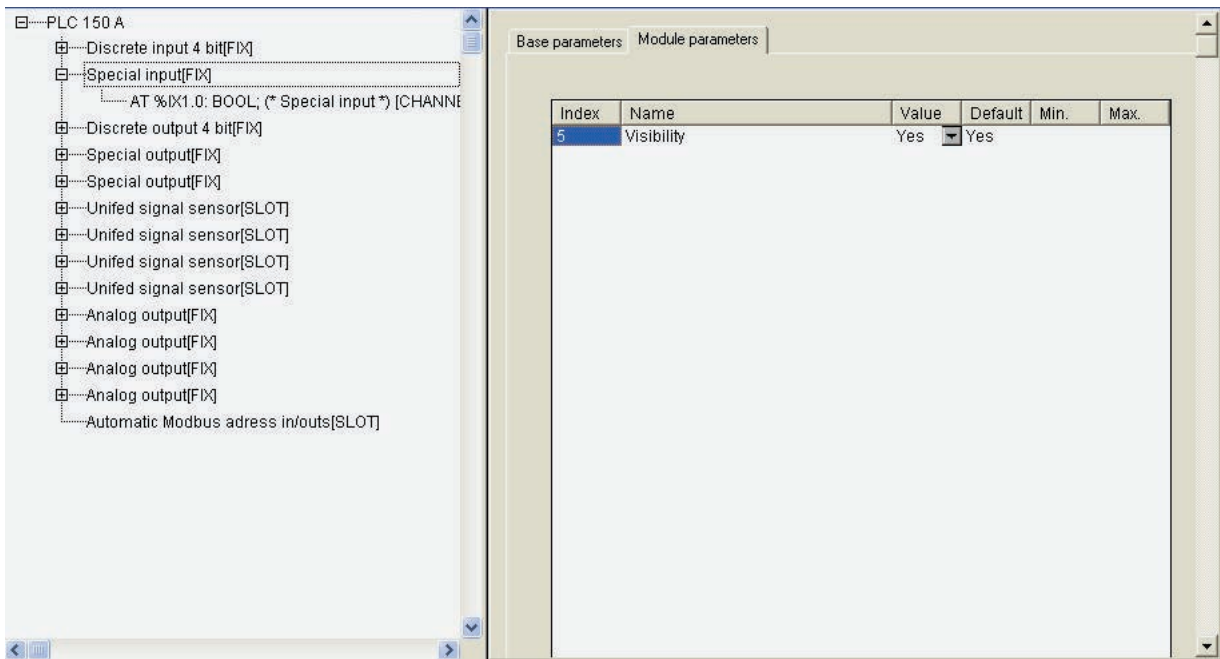 PLC 150 A
Discrete input 4 bit[FIX]
Special input[FIX]
AT %IX1.0: BOOL; (* Special input *) [CHANNE
Discrete output 4 bit[FIX]
Special output[FIX]
Special output[FIX]
Unifed signal sensor[SLOT]
Unifed signal sensor[SLOT]
Unifed signal sensor[SLOT]
Unifed signal sensor[SLOT]
Analog output[FIX]
Analog output[FIX]
Analog output[FIX]
Analog output[FIX]
Automatic Modbus adress in/outs[SLOT]
Base parameters Module parameters
Index Name Value Default Min. Max.
5 Visibility Yes Yes